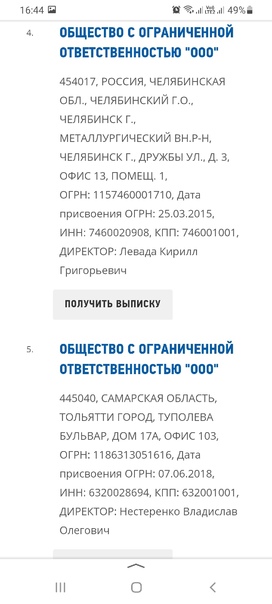 16:44
49%
4.
ОБЩЕСТВО С ОГРАНИЧЕННОЙ
ОТВЕТСТВЕННОСТЬЮ "ООО"
454017, РОССИЯ, ЧЕЛЯБИНСКАЯ
ОБЛ., ЧЕЛЯБИНСКИЙ Г.О.,
ЧЕЛЯБИНСК Г.,
МЕТАЛЛУРГИЧЕСКИЙ ВН.Р-Н,
ЧЕЛЯБИНСК Г., ДРУЖБЫ УЛ., Д. 3,
ОФИС 13, ПОМЕЩ. 1,
ОГРН: 1157460001710, Дата
присвоения ОГРН: 25.03.2015,
ИНН: 7460020908, КПП: 746001001,
ДИРЕКТОР: Левада Кирилл
Григорьевич
ПОЛУЧИТЬ ВЫПИСКУ
5.
ОБЩЕСТВО С ОГРАНИЧЕННОЙ
ОТВЕТСТВЕННОСТЬЮ "ООО"
445040, САМАРСКАЯ ОБЛАСТЬ,
ТОЛЬЯТТИ ГОРОД, ТУПОЛЕВА
БУЛЬВАР, ДОМ 17А, ОФИС 103,
ОГРН: 1186313051616, Дата
присвоения ОГРН: 07.06.2018,
ИНН: 6320028694, КПП: 632001001,
ДИРЕКТОР: Нестеренко Владислав
Олегович